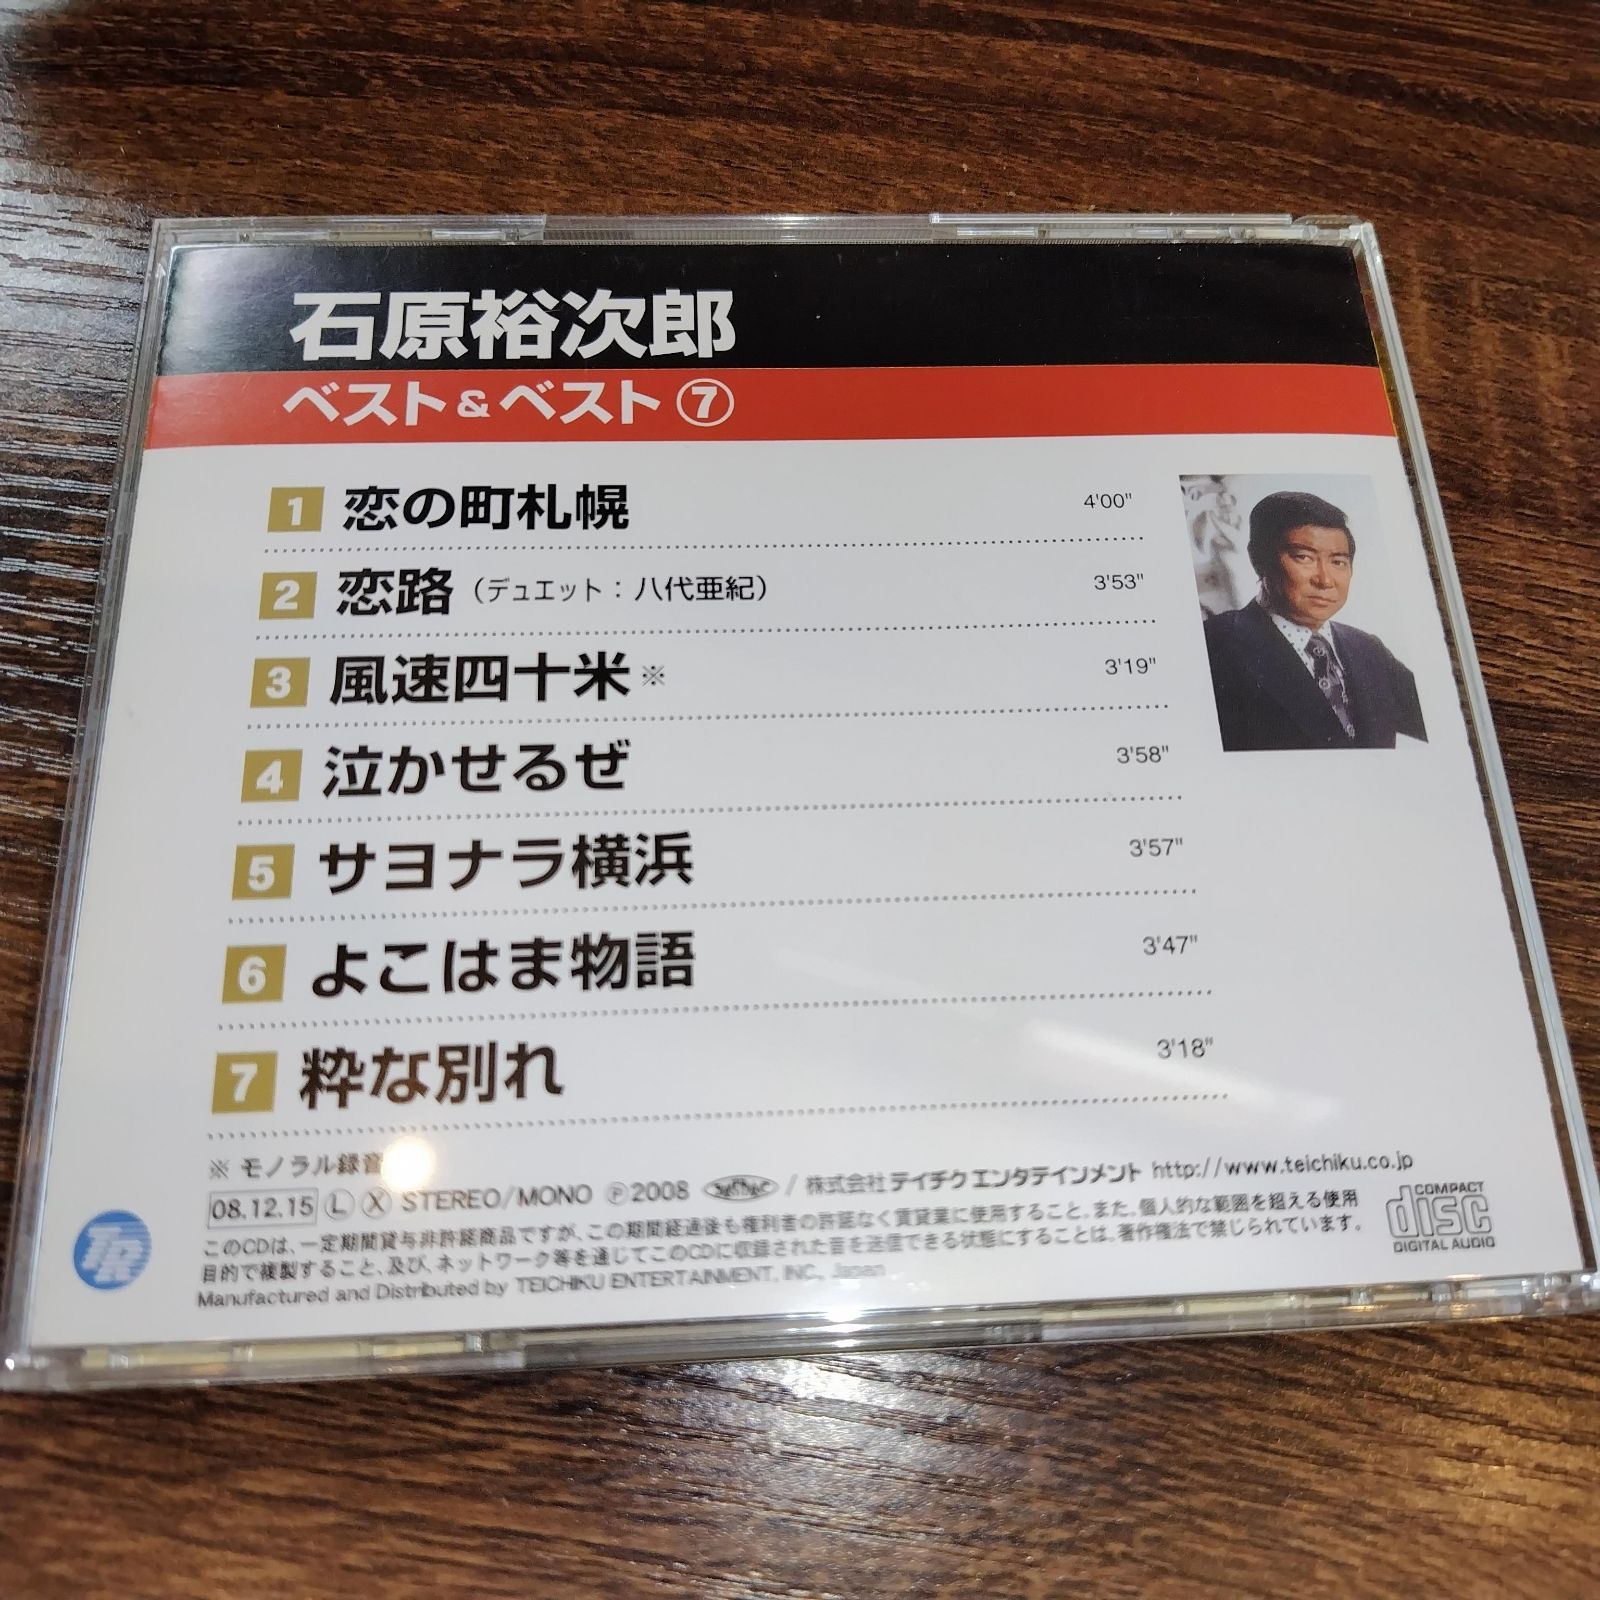 石原裕次郎
ベスト&ベスト⑦
1 恋の町札幌 4'00"
2 恋路（デュエット：八代亜紀） 3'53"
3 風速四十米※ 3'19"
4 泣かせるぜ 3'58"
5 サヨナラ横浜 3'57"
6 よこはま物語 3'47"
7 粋な別れ 3'18"
※ モノラル録音
08.12.15 Ⓛ Ⓧ STEREO/MONO ℗2008 / 株式会社テイチクエンタテインメント http://www.teichiku.co.jp
このCDは、一定期間貸与非許諾商品ですが、この期間経過後も権利者の許諾なく賃貸業に使用すること、また、個人的な範囲を超える使用
目的で複製すること、及び、ネットワーク等を通じてこのCDに収録された音を送信できる状態にすることは、著作権法で禁じられています。
Manufactured and Distributed by TEICHIKU ENTERTAINMENT, INC., Japan
TR
COMPACT
disc
DIGITAL AUDIO